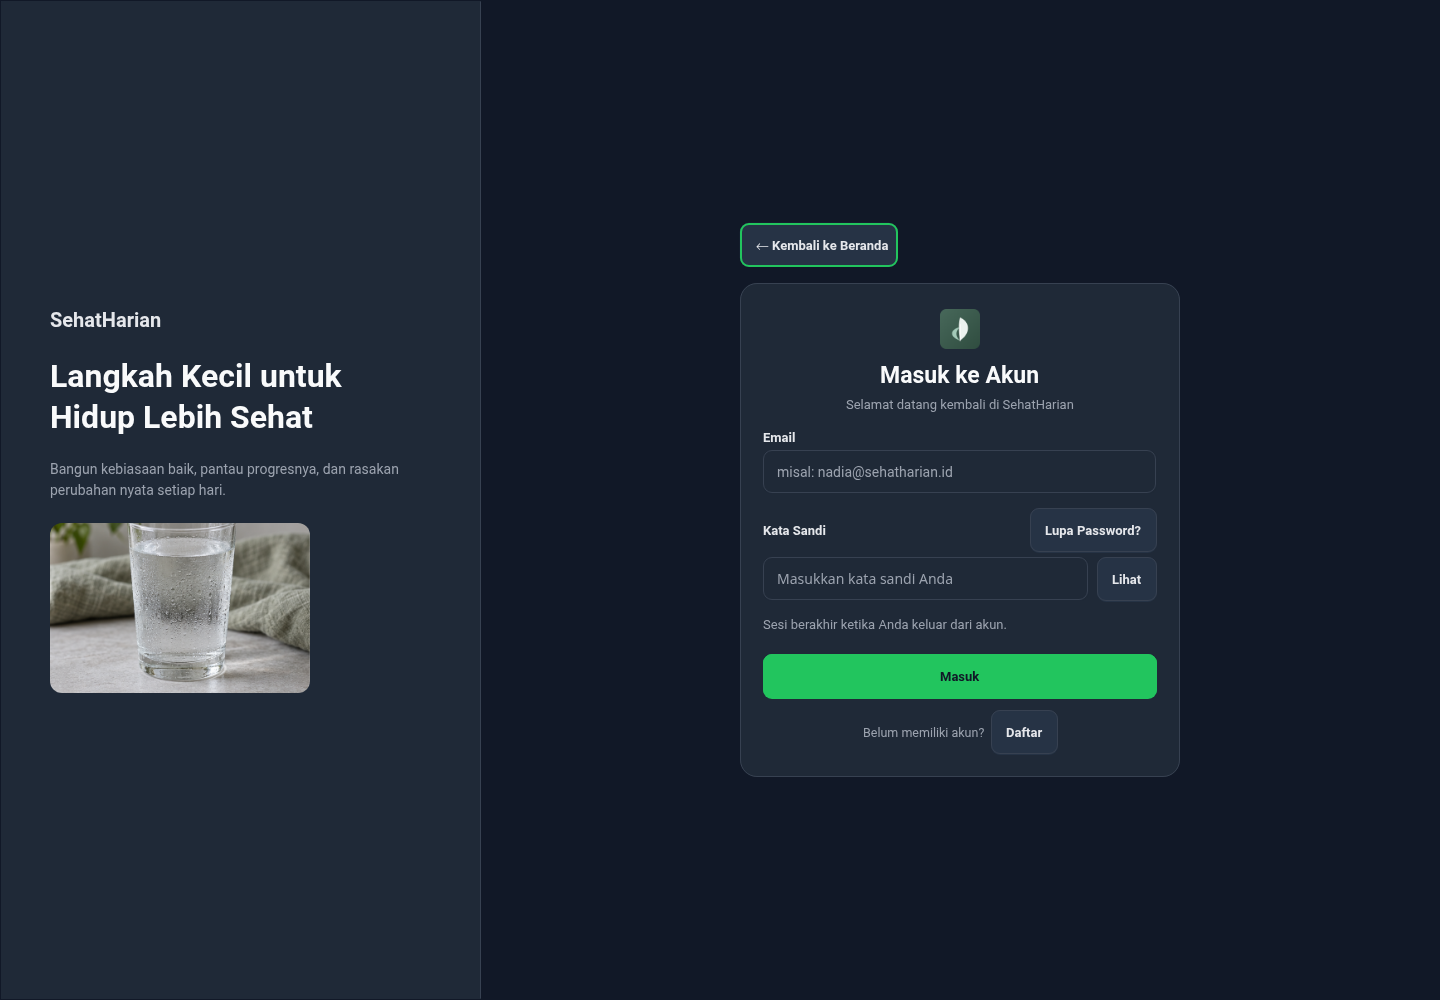 SehatHarian
Langkah Kecil untuk
Hidup Lebih Sehat
Bangun kebiasaan baik, pantau progresnya, dan rasakan
perubahan nyata setiap hari.
← Kembali ke Beranda
Masuk ke Akun
Selamat datang kembali di SehatHarian
Email
misal: nadia@sehatharian.id
Kata Sandi
Lupa Password?
Masukkan kata sandi Anda
Lihat
Sesi berakhir ketika Anda keluar dari akun.
Masuk
Belum memiliki akun? Daftar